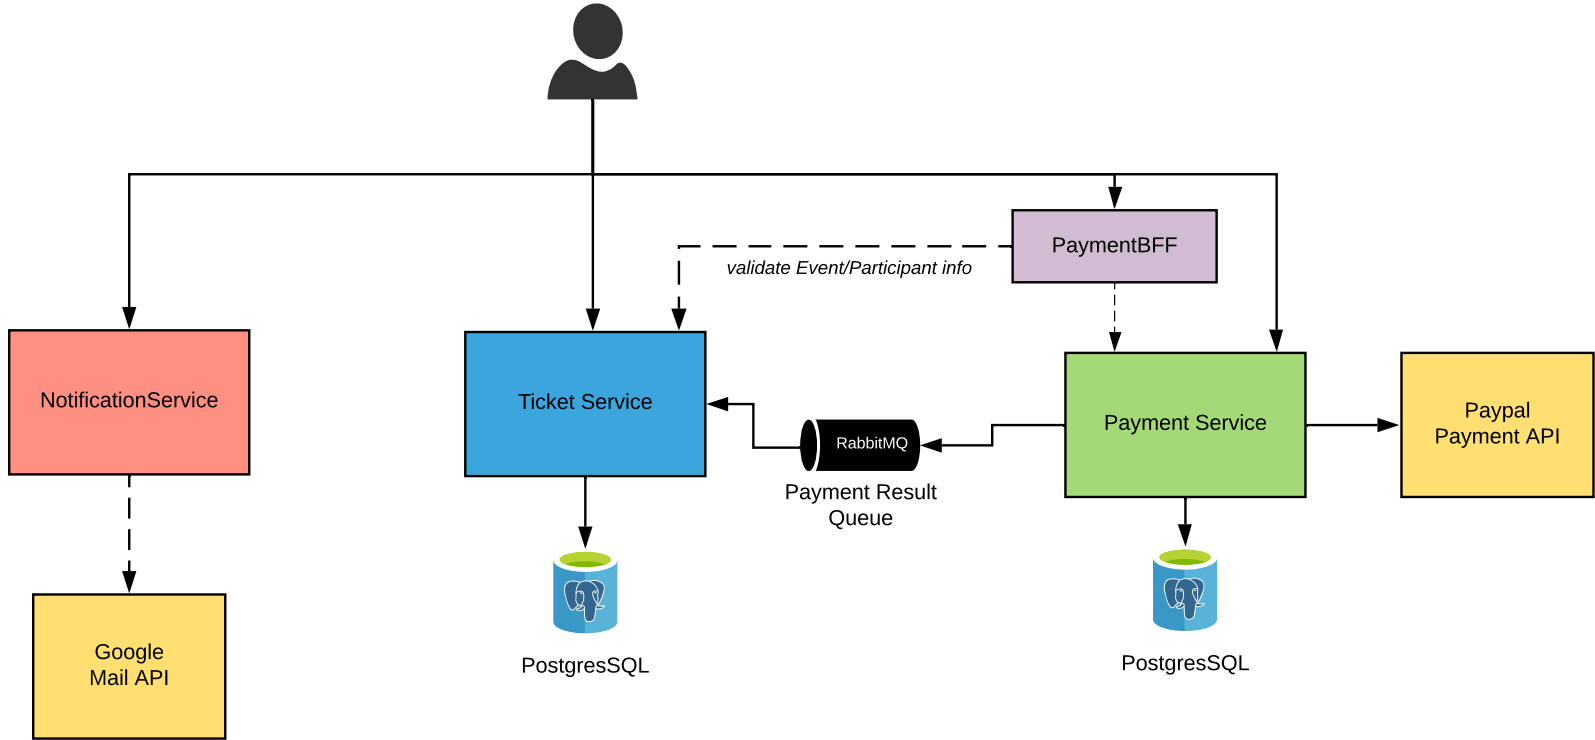 PaymentBFF
validate Event/Participant info
NotificationService
Ticket Service
Payment Service
Paypal
Payment API
RabbitMQ
Payment Result
Queue
Google
Mail API
PostgresSQL
PostgresSQL